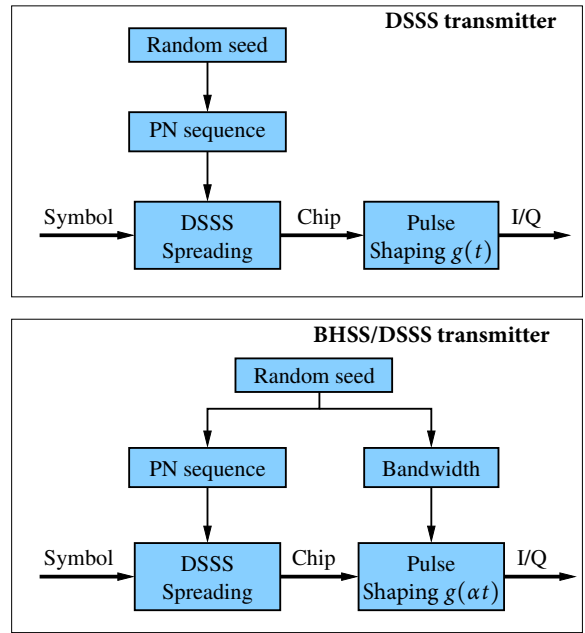 DSSS transmitter
Random seed
PN sequence
Symbol
DSSS
Spreading
Chip
Pulse
Shaping g(t)
I/Q
BHSS/DSSS transmitter
Random seed
PN sequence
Bandwidth
Symbol
DSSS
Spreading
Chip
Pulse
Shaping g(αt)
I/Q